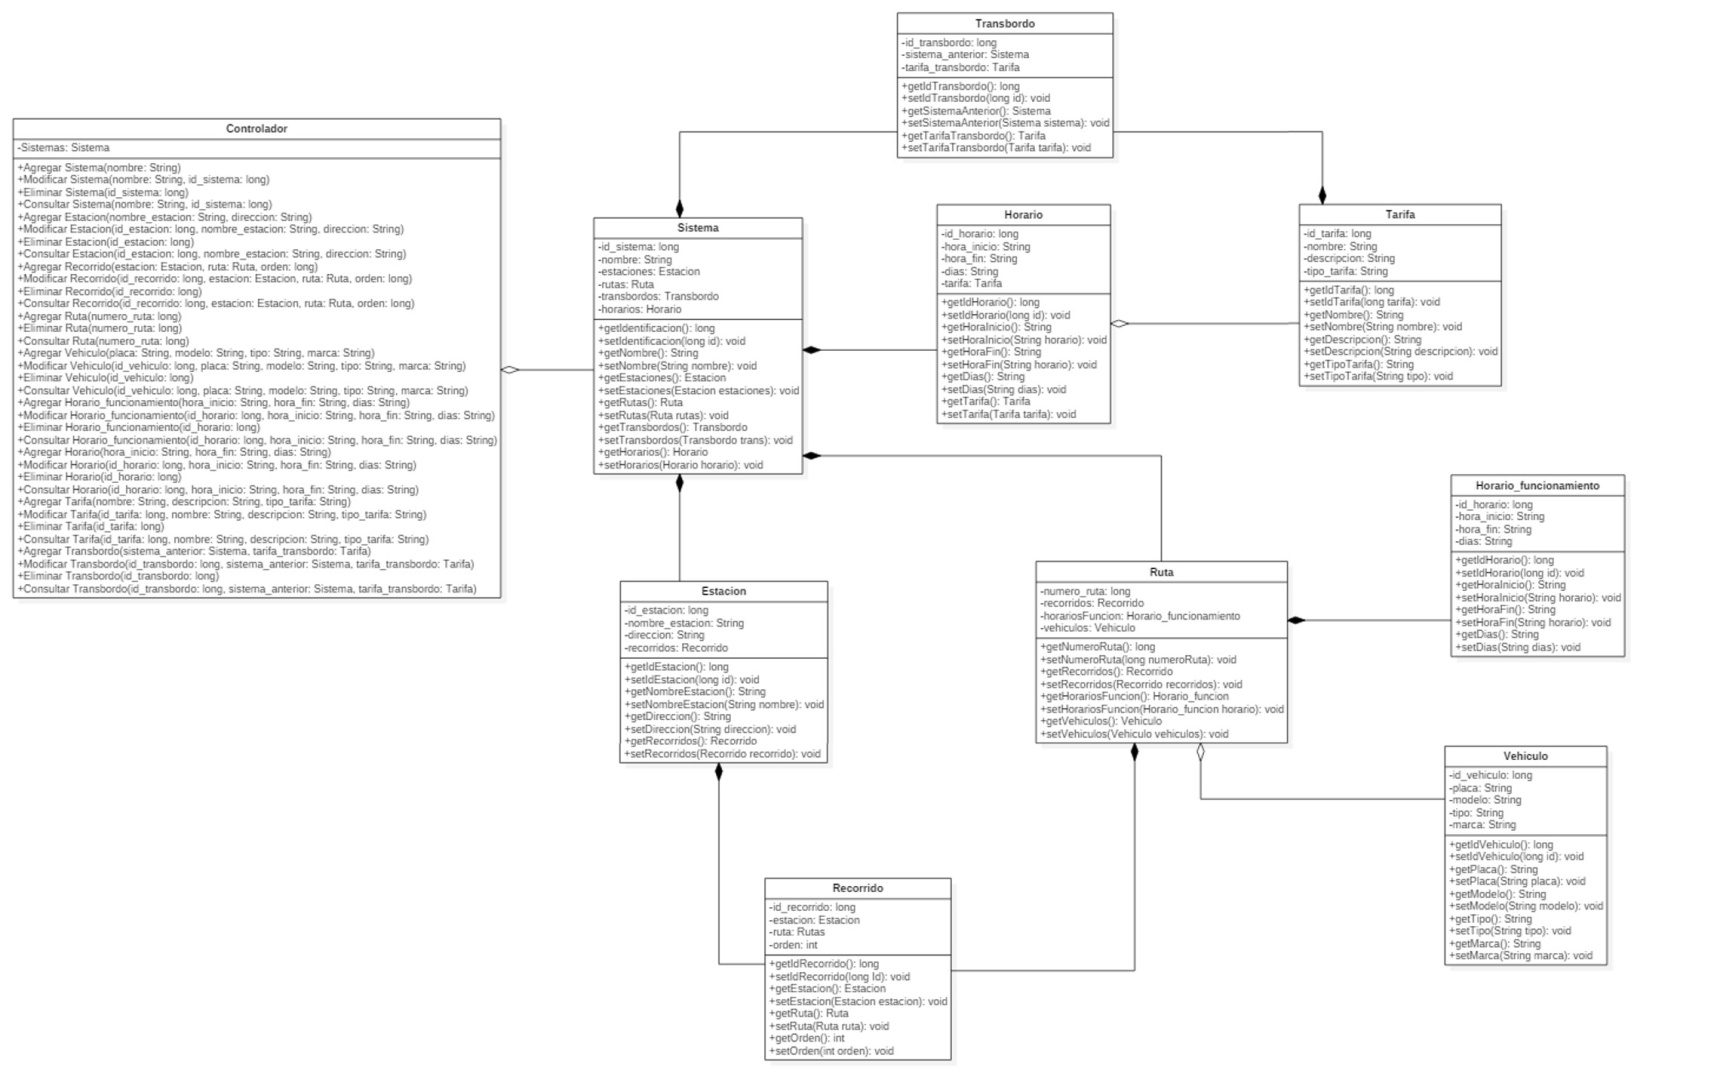 Transbordo
-id_transbordo: long
-sistema_anterior: Sistema
-tarifa_transbordo: Tarifa
+getIdTransbordo(): long
+setIdTransbordo(long id): void
+getSistemaAnterior(): Sistema
+setSistemaAnterior(Sistema sistema): void
+getTarifaTransbordo(): Tarifa
+setTarifaTransbordo(Tarifa tarifa): void
Controlador
-Sistemas: Sistema
+Agregar Sistema(nombre: String)
+Modificar Sistema(nombre: String, id_sistema: long)
+Eliminar Sistema(id_sistema: long)
+Consultar Sistema(nombre: String, id_sistema: long)
+Agregar Estacion(nombre_estacion: String, direccion: String)
+Modificar Estacion(id_estacion: long, nombre_estacion: String, direccion: String)
+Eliminar Estacion(id_estacion: long)
+Consultar Estacion(id_estacion: long, nombre_estacion: String, direccion: String)
+Agregar Recorrido(estacion: Estacion, ruta: Ruta, orden: long)
+Modificar Recorrido(id_recorrido: long, estacion: Estacion, ruta: Ruta, orden: long)
+Eliminar Recorrido(id_recorrido: long)
+Consultar Recorrido(id_recorrido: long, estacion: Estacion, ruta: Ruta, orden: long)
+Agregar Ruta(numero_ruta: long)
+Eliminar Ruta(numero_ruta: long)
+Consultar Ruta(numero_ruta: long)
+Agregar Vehiculo(placa: String, modelo: String, tipo: String, marca: String)
+Modificar Vehiculo(id_vehiculo: long, placa: String, modelo: String, tipo: String, marca: String)
+Eliminar Vehiculo(id_vehiculo: long)
+Consultar Vehiculo(id_vehiculo: long, placa: String, modelo: String, tipo: String, marca: String)
+Agregar Horario_funcionamiento(hora_inicio: String, hora_fin: String, dias: String)
+Modificar Horario_funcionamiento(id_horario: long, hora_inicio: String, hora_fin: String, dias: String)
+Eliminar Horario_funcionamiento(id_horario: long)
+Consultar Horario_funcionamiento(id_horario: long, hora_inicio: String, hora_fin: String, dias: String)
+Agregar Horario(hora_inicio: String, hora_fin: String, dias: String)
+Modificar Horario(id_horario: long, hora_inicio: String, hora_fin: String, dias: String)
+Eliminar Horario(id_horario: long)
+Consultar Horario(id_horario: long, hora_inicio: String, hora_fin: String, dias: String)
+Agregar Tarifa(nombre: String, descripcion: String, tipo_tarifa: String)
+Modificar Tarifa(id_tarifa: long, nombre: String, descripcion: String, tipo_tarifa: String)
+Eliminar Tarifa(id_tarifa: long)
+Consultar Tarifa(id_tarifa: long, nombre: String, descripcion: String, tipo_tarifa: String)
+Agregar Transbordo(sistema_anterior: Sistema, tarifa_transbordo: Tarifa)
+Modificar Transbordo(id_transbordo: long, sistema_anterior: Sistema, tarifa_transbordo: Tarifa)
+Eliminar Transbordo(id_transbordo: long)
+Consultar Transbordo(id_transbordo: long, sistema_anterior: Sistema, tarifa_transbordo: Tarifa)
Sistema
-id_sistema: long
-nombre: String
-estaciones: Estacion
-rutas: Ruta
-transbordos: Transbordo
-horarios: Horario
+getIdentificacion(): long
+setIdentificacion(long id): void
+getNombre(): String
+setNombre(String nombre): void
+getEstaciones(): Estacion
+setEstaciones(Estacion estaciones): void
+getRutas(): Ruta
+setRutas(Ruta rutas): void
+getTransbordos(): Transbordo
+setTransbordos(Transbordo trans): void
+getHorarios(): Horario
+setHorarios(Horario horario): void
Horario
-id_horario: long
-hora_inicio: String
-hora_fin: String
-dias: String
-tarifa: Tarifa
+getIdHorario(): long
+setIdHorario(long id): void
+getHoraInicio(): String
+setHoraInicio(String horario): void
+getHoraFin(): String
+setHoraFin(String horario): void
+getDias(): String
+setDias(String dias): void
+getTarifa(): Tarifa
+setTarifa(Tarifa tarifa): void
Tarifa
-id_tarifa: long
-nombre: String
-descripcion: String
-tipo_tarifa: String
+getIdTarifa(): long
+setIdTarifa(long tarifa): void
+getNombre(): String
+setNombre(String nombre): void
+getDescripcion(): String
+setDescripcion(String descripcion): void
+getTipoTarifa(): String
+setTipoTarifa(String tipo): void
Horario_funcionamiento
-id_horario: long
-hora_inicio: String
-hora_fin: String
-dias: String
+getIdHorario(): long
+setIdHorario(long id): void
+getHoraInicio(): String
+setHoraInicio(String horario): void
+getHoraFin(): String
+setHoraFin(String horario): void
+getDias(): String
+setDias(String dias): void
Estacion
-id_estacion: long
-nombre_estacion: String
-direccion: String
-recorridos: Recorrido
+getIdEstacion(): long
+setIdEstacion(long id): void
+getNombreEstacion(): String
+setNombreEstacion(String nombre): void
+getDireccion(): String
+setDireccion(String direccion): void
+getRecorridos(): Recorrido
+setRecorridos(Recorrido recorrido): void
Ruta
-numero_ruta: long
-recorridos: Recorrido
-horariosFuncion: Horario_funcionamiento
-vehiculos: Vehiculo
+getNumeroRuta(): long
+setNumeroRuta(long numeroRuta): void
+getRecorridos(): Recorrido
+setRecorridos(Recorrido recorridos): void
+getHorariosFuncion(): Horario_funcion
+setHorariosFuncion(Horario_funcion horario): void
+getVehiculos(): Vehiculo
+setVehiculos(Vehiculo vehiculos): void
Vehiculo
-id_vehiculo: long
-placa: String
-modelo: String
-tipo: String
-marca: String
+getIdVehiculo(): long
+setIdVehiculo(long id): void
+getPlaca(): String
+setPlaca(String placa): void
+getModelo(): String
+setModelo(String modelo): void
+getTipo(): String
+setTipo(String tipo): void
+getMarca(): String
+setMarca(String marca): void
Recorrido
-id_recorrido: long
-estacion: Estacion
-ruta: Rutas
-orden: int
+getIdRecorrido(): long
+setIdRecorrido(long Id): void
+getEstacion(): Estacion
+setEstacion(Estacion estacion): void
+getRuta(): Ruta
+setRuta(Ruta ruta): void
+getOrden(): int
+setOrden(int orden): void